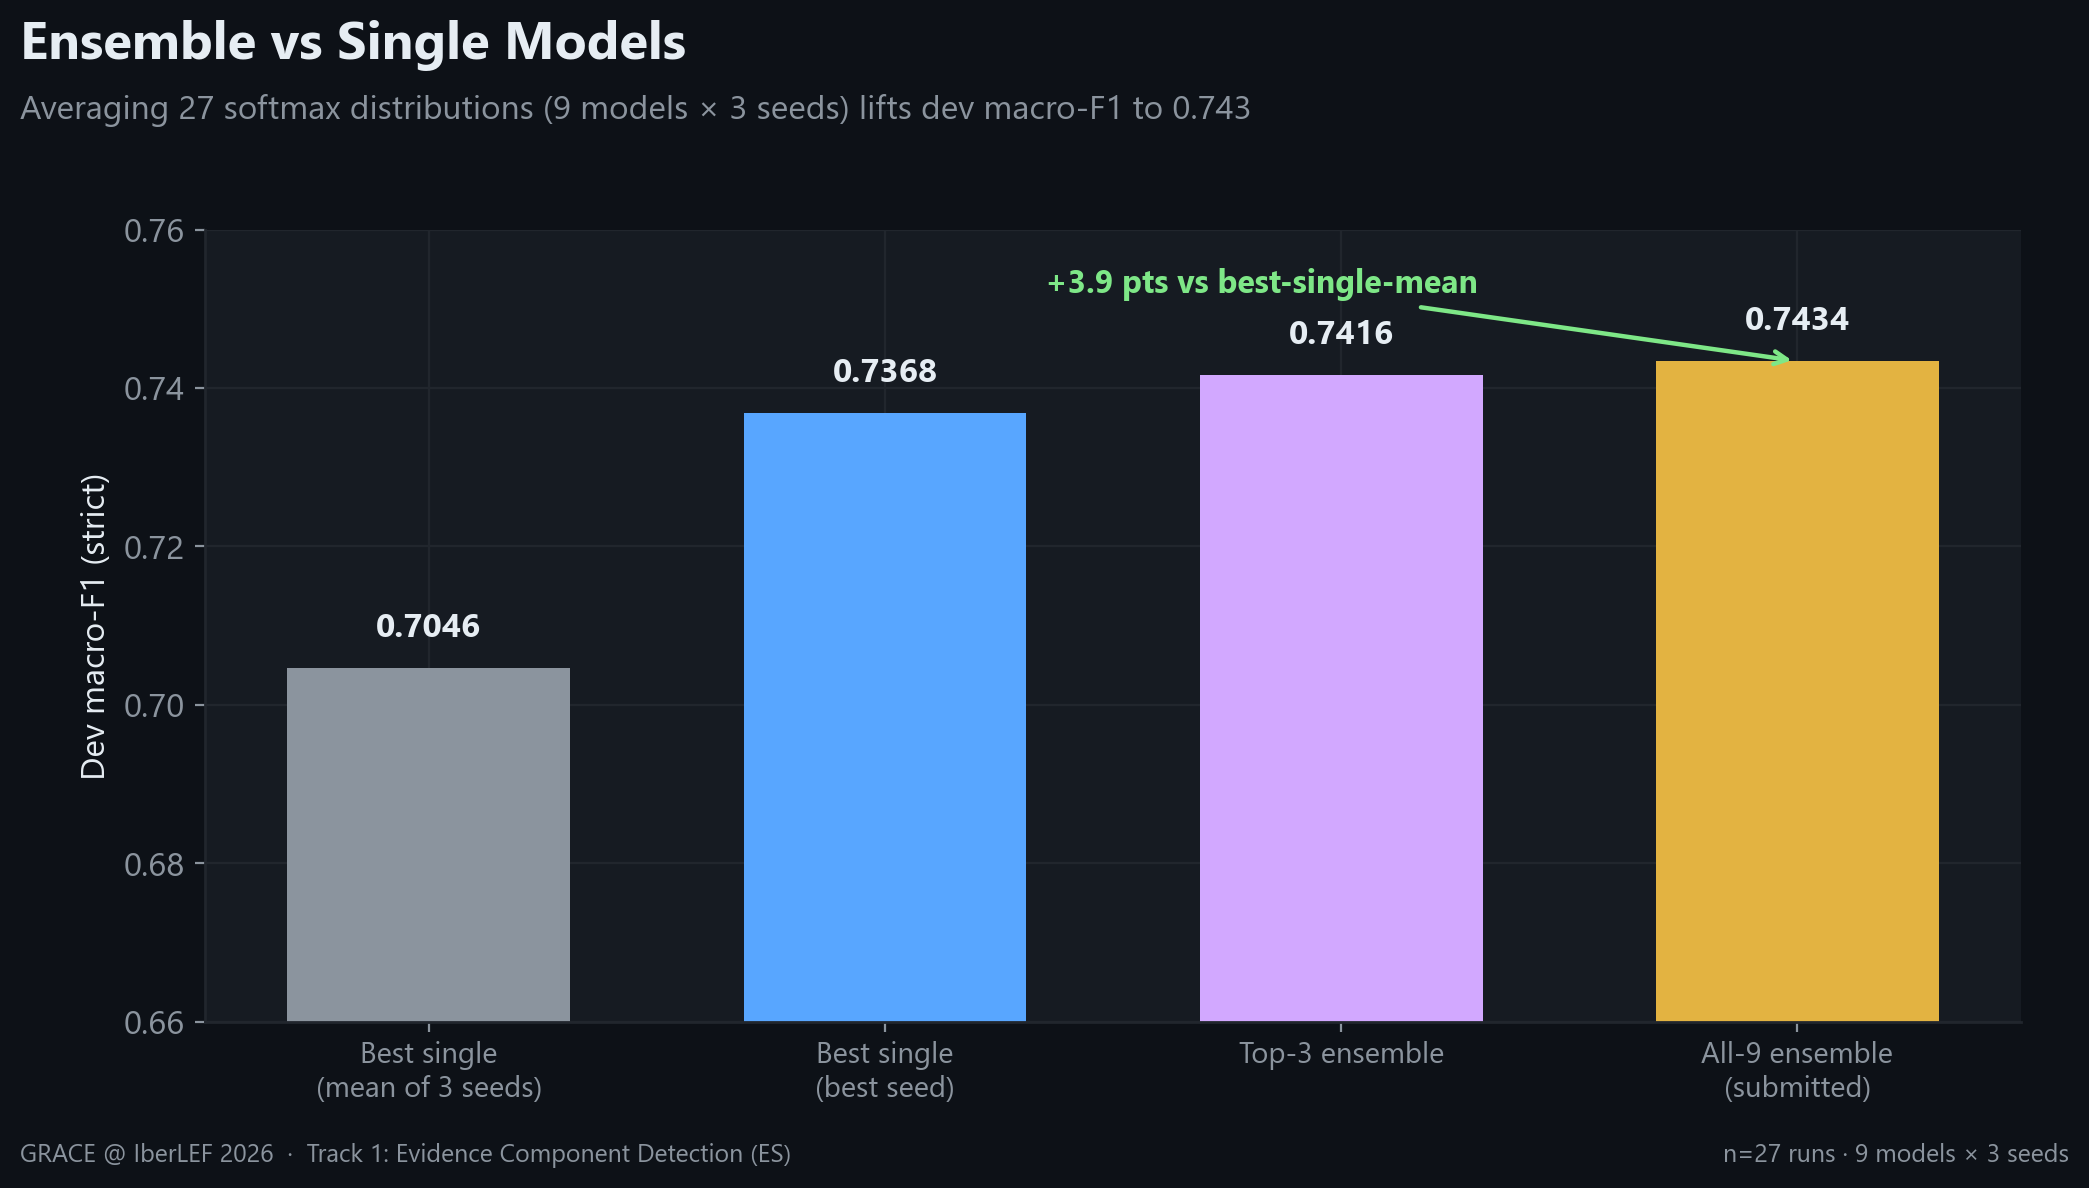 Ensemble vs Single Models
Averaging 27 softmax distributions (9 models × 3 seeds) lifts dev macro-F1 to 0.743
0.76
0.74
0.72
0.70
0.68
0.66
Dev macro-F1 (strict)
+3.9 pts vs best-single-mean
0.7046
0.7368
0.7416
0.7434
Best single
(mean of 3 seeds)
Best single
(best seed)
Top-3 ensemble
All-9 ensemble
(submitted)
GRACE @ IberLEF 2026 · Track 1: Evidence Component Detection (ES)
n=27 runs · 9 models × 3 seeds